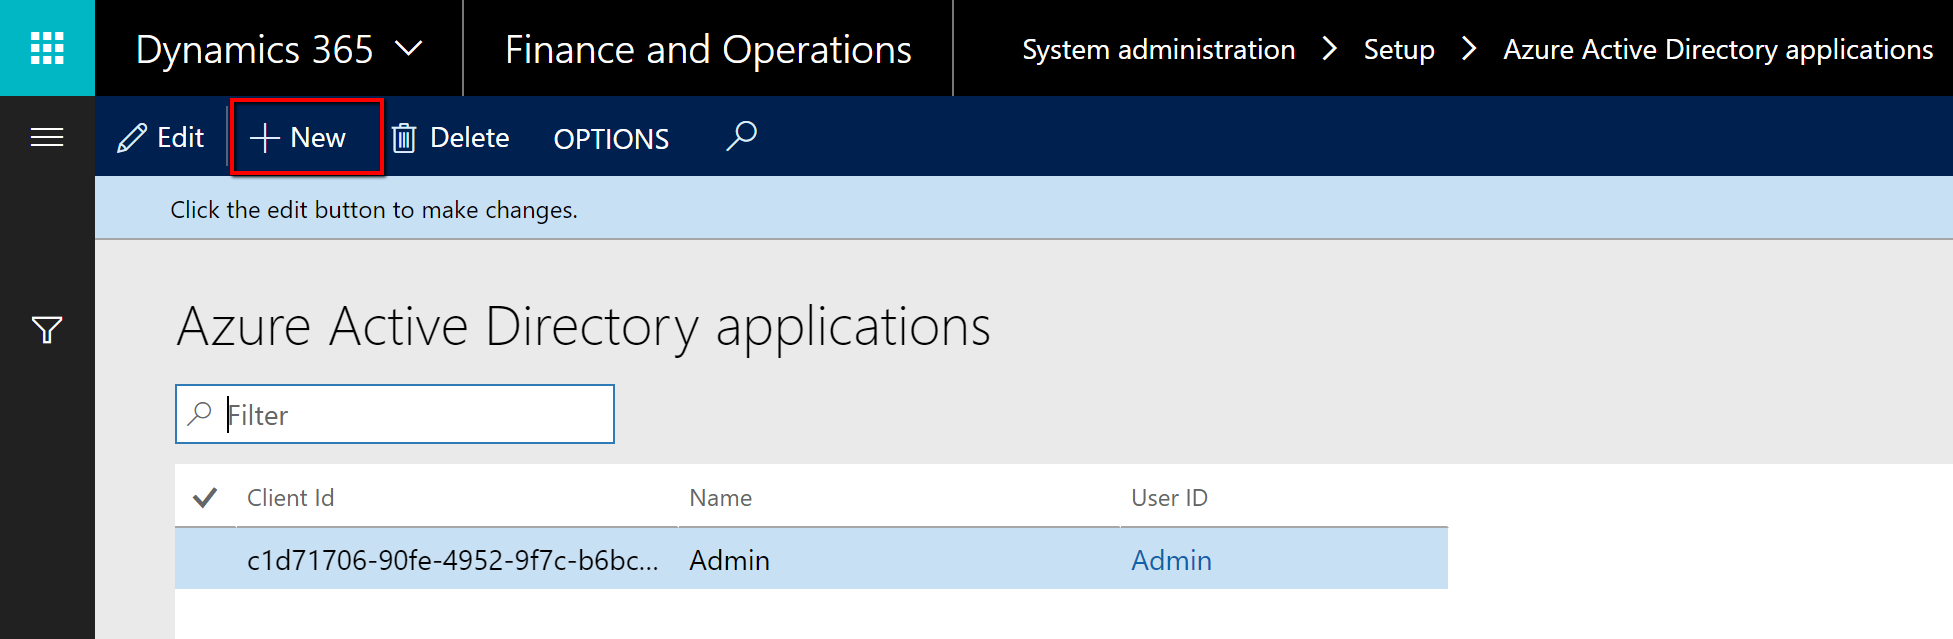 Dynamics 365 Finance and Operations System administration > Setup > Azure Active Directory applications
Edit + New Delete OPTIONS
Click the edit button to make changes.
Azure Active Directory applications
Filter
Client Id Name User ID
c1d71706-90fe-4952-9f7c-b6bc... Admin Admin